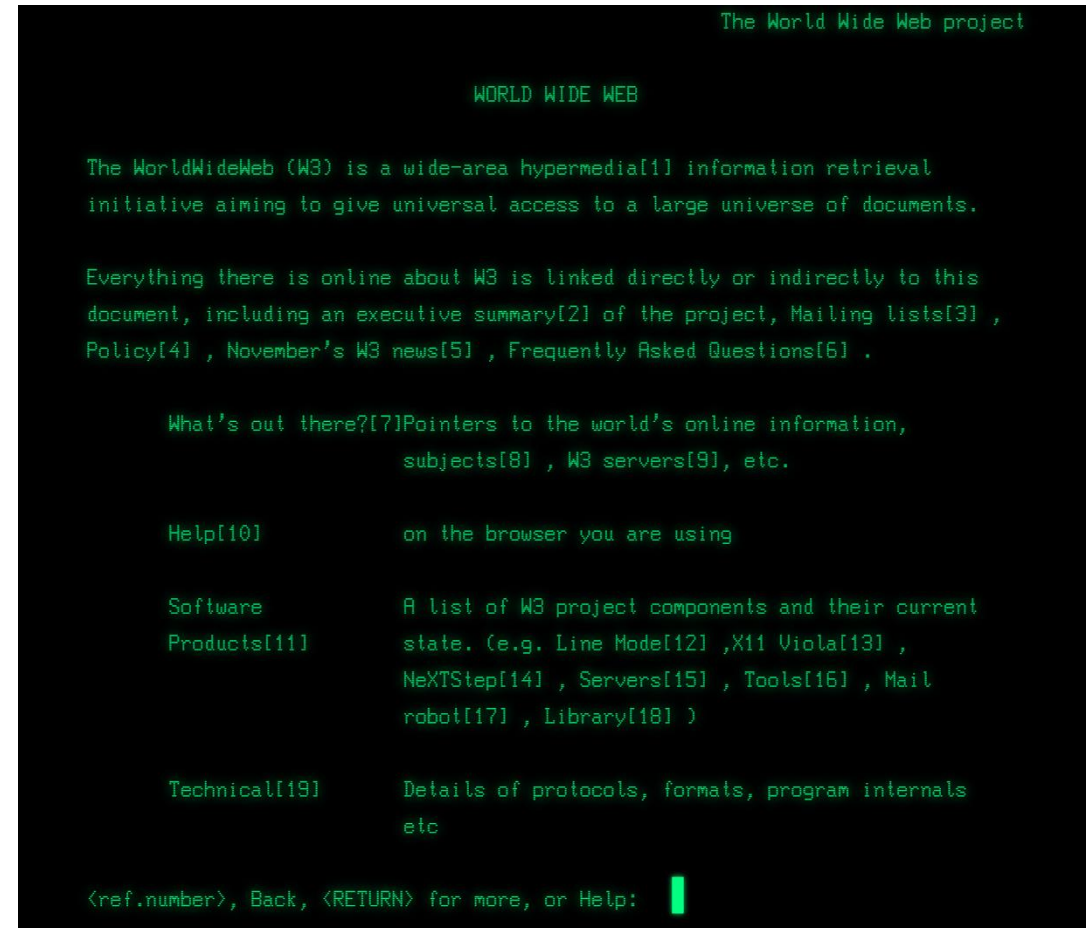 The World Wide Web project
WORLD WIDE WEB
The WorldWideWeb (W3) is a wide-area hypermedia[1] information retrieval
initiative aiming to give universal access to a large universe of documents.
Everything there is online about W3 is linked directly or indirectly to this
document, including an executive summary[2] of the project, Mailing lists[3] ,
Policy[4] , November's W3 news[5] , Frequently Asked Questions[6] .
What's out there?[7]Pointers to the world's online information,
subjects[8] , W3 servers[9], etc.
Help[10] on the browser you are using
Software A list of W3 project components and their current
Products[11] state. (e.g. Line Mode[12] ,X11 Viola[13] ,
NeXTStep[14] , Servers[15] , Tools[16] , Mail
robot[17] , Library[18] )
Technical[19] Details of protocols, formats, program internals
etc
<ref.number>, Back, <RETURN> for more, or Help: